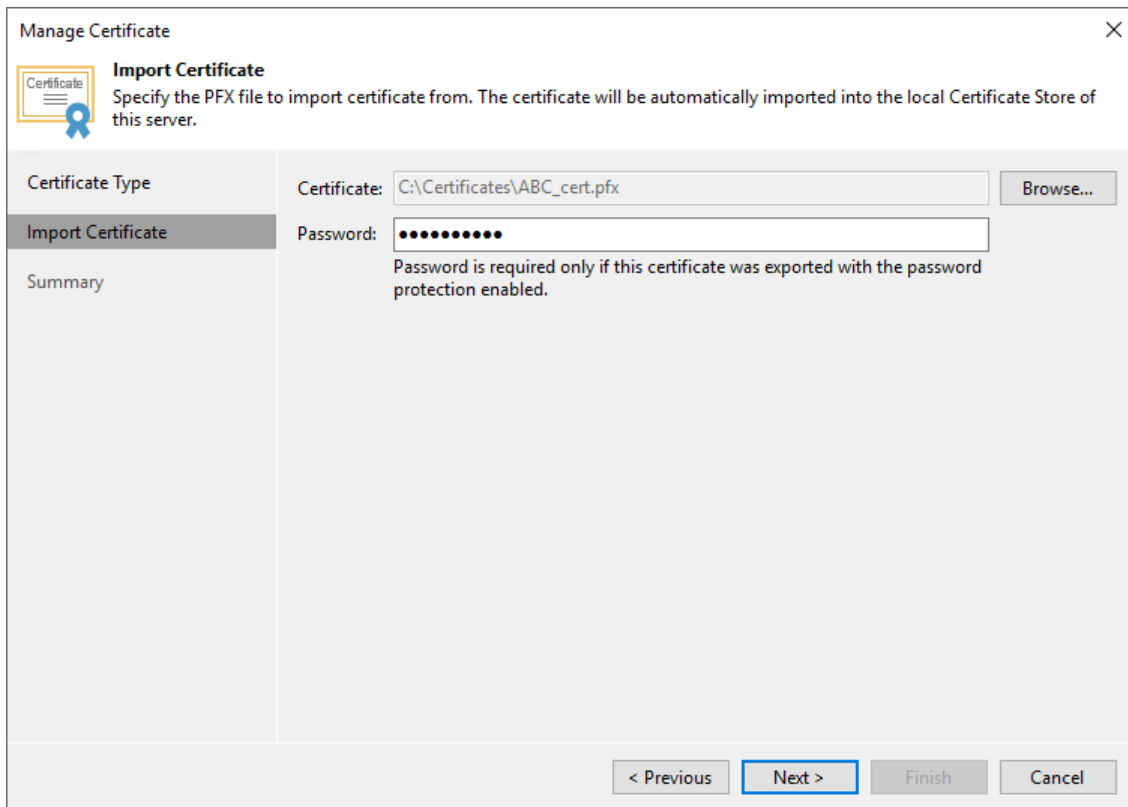 Manage Certificate
Certificate
Import Certificate
Specify the PFX file to import certificate from. The certificate will be automatically imported into the local Certificate Store of
this server.
Certificate Type
Import Certificate
Summary
Certificate: C:\Certificates\ABC_cert.pfx Browse...
Password: ●●●●●●●●●●
Password is required only if this certificate was exported with the password
protection enabled.
< Previous Next > Finish Cancel